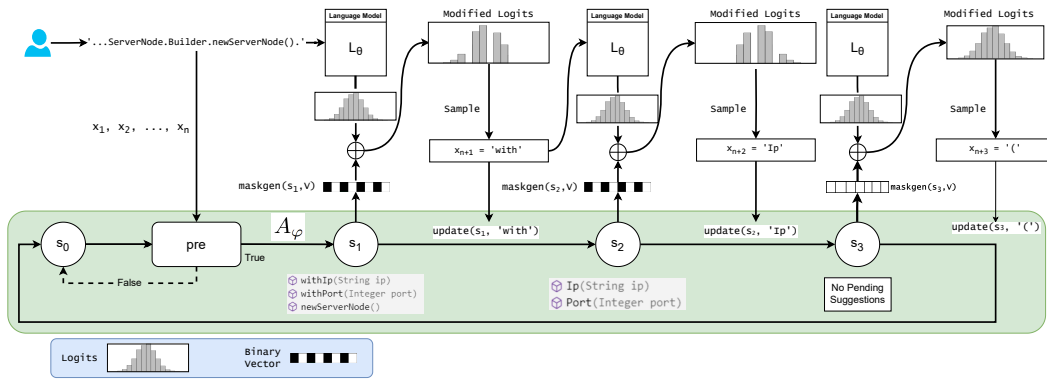 Language Model
Modified Logits
Language Model
Modified Logits
Language Model
Modified Logits
'...ServerNode.Builder.newServerNode().'
Lθ
Lθ
Lθ
Sample
Sample
Sample
x1, x2, ..., xn
xn+1 = 'with'
xn+2 = 'Ip'
xn+3 = '('
maskgen(s1,V)
maskgen(s2,V)
maskgen(s3,V)
Aφ
update(s1, 'with')
update(s2, 'Ip')
update(s3, '(')
s0
pre
s1
s2
s3
True
False
withIp(String ip)
withPort(Integer port)
newServerNode()
Ip(String ip)
Port(Integer port)
No Pending
Suggestions
Logits
Binary
Vector